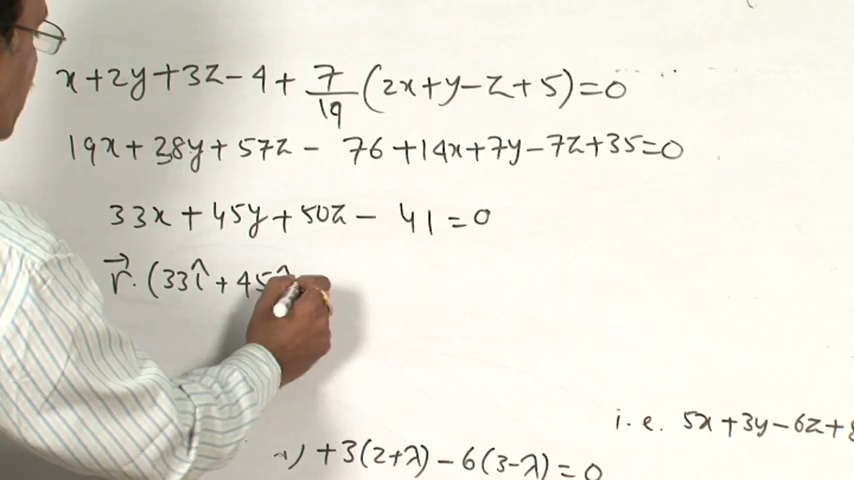 x+2y+3z-4+7/19(2x+y-z+5)=0
19x+38y+57z-76+14x+7y-7z+35=0
33x+45y+50z-41=0
r⃗.(33î+45
i.e. 5x+3y-6z+
+3(2+λ)-6(3-λ)=0